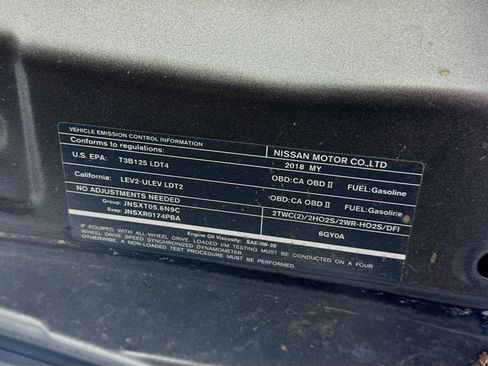 VEHICLE EMISSION CONTROL INFORMATION NISSAN MOTOR CO.,LTD
Conforms to regulations: 2018 MY
U.S. EPA: T3B125 LDT4 OBD:CA OBD II FUEL:Gasoline
California: LEV2-ULEV LDT2 OBD:CA OBD II FUEL:Gasoline
NO ADJUSTMENTS NEEDED
Group: JNSXT05.6N9C 2TWC(2)/2HO2S/2WR-HO2S/DFI
Evap: JNSXR0174PBA 6GY0A
Engine Oil Viscosity: SAE:0W-20
IF EQUIPPED WITH ALL-WHEEL DRIVE, LOADED I/M TESTING MUST BE CONDUCTED ON A FOUR
WHEEL DRIVE SPEED SYNCHRONIZED DYNAMOMETER.
OTHERWISE, A NON-LOADED TEST PROCEDURE MUST BE PERFORMED.